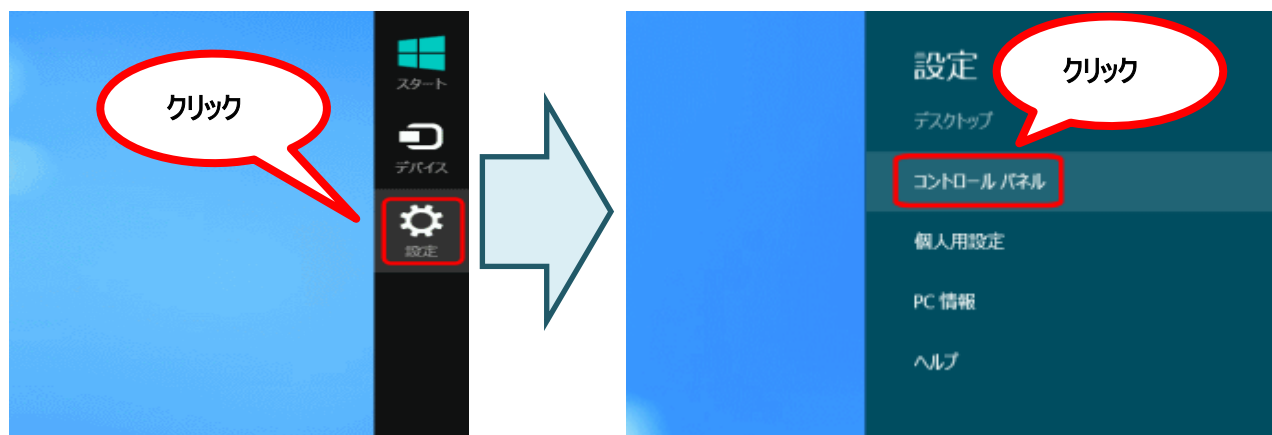 クリック
スタート
デバイス
設定
設定
クリック
デスクトップ
コントロール パネル
個人用設定
PC 情報
ヘルプ